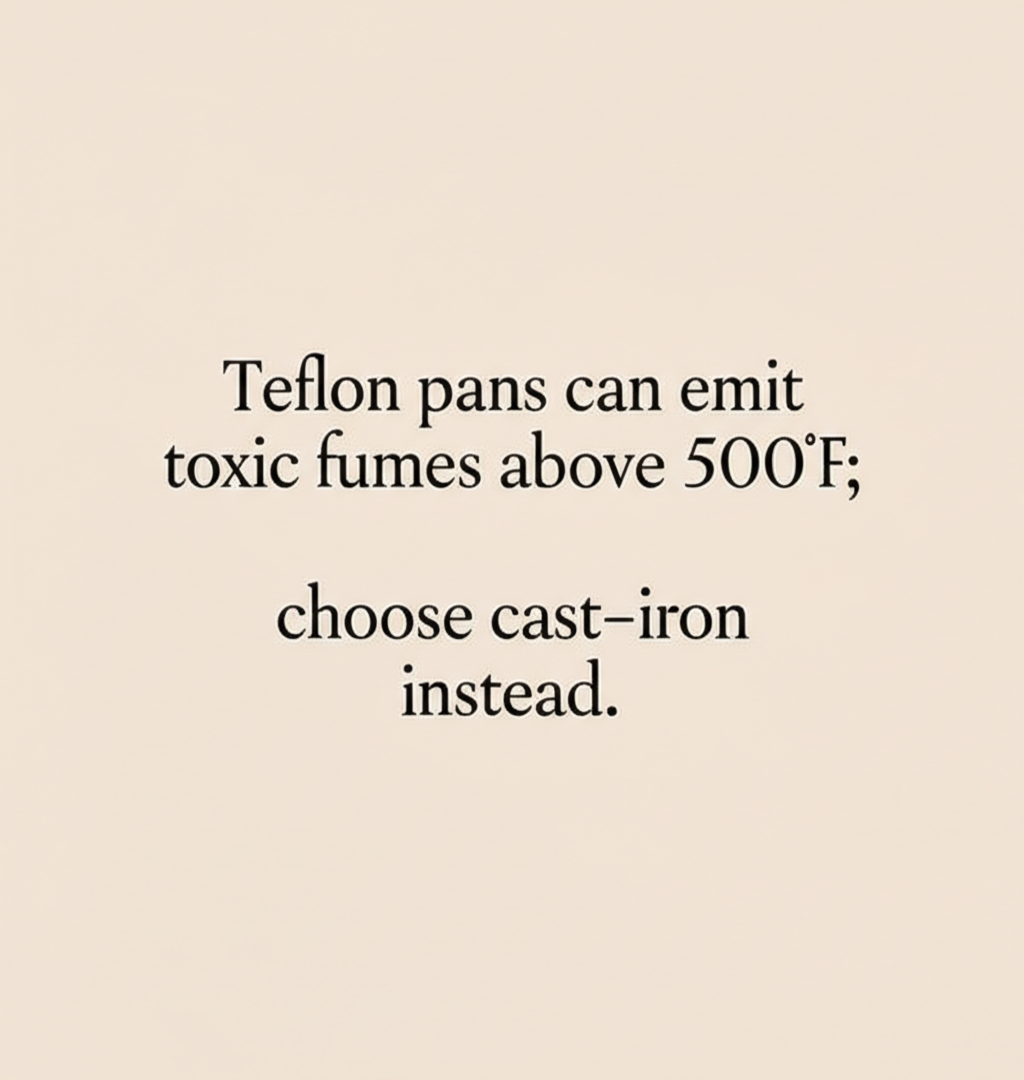 Teflon pans can emit
toxic fumes above 500°F;
choose cast-iron
instead.